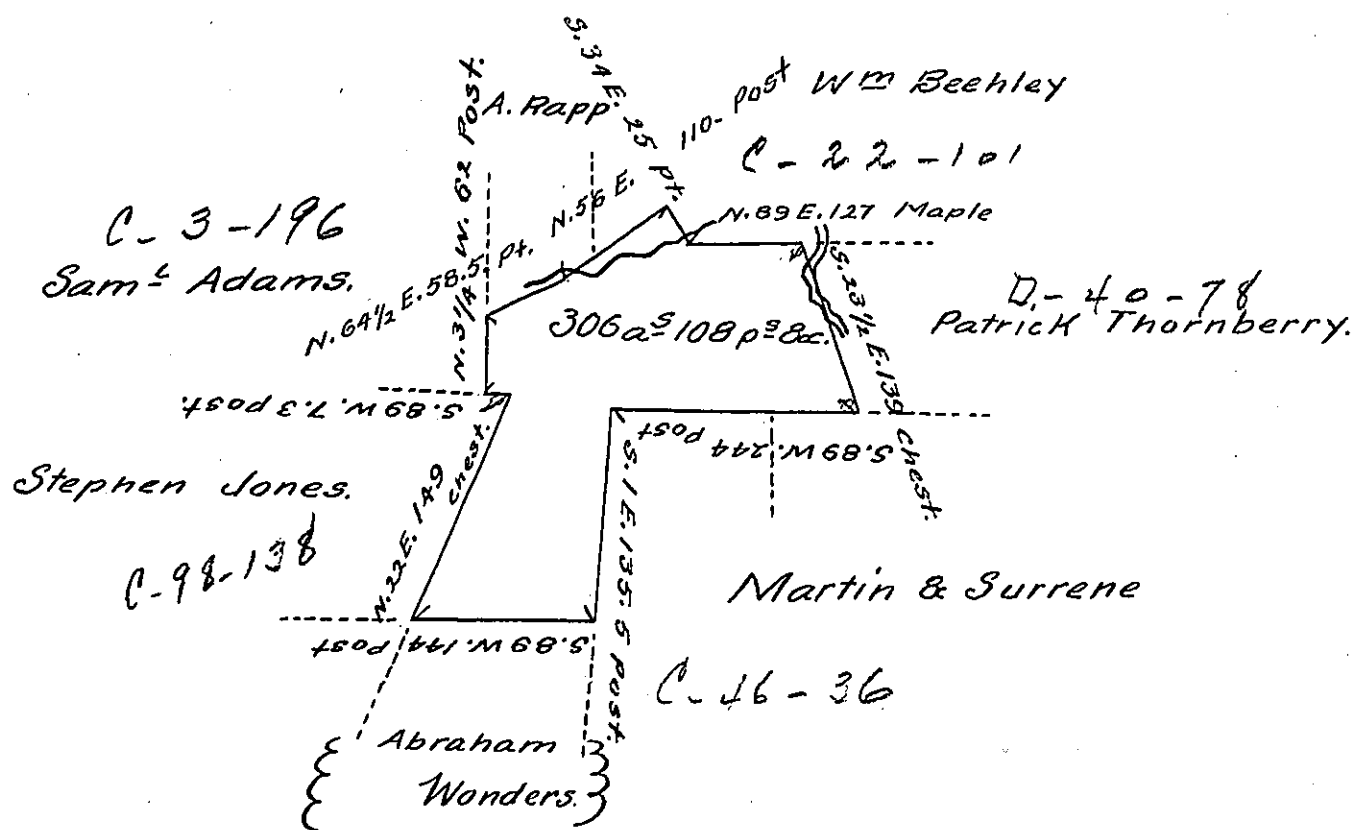 S. 34 E. 25 pt.
A. Rapp.
110- post Wm Beehley
C - 22 - 101
N. 3 1/4 W. 62 Post.
C - 3 - 196
Saml Adams.
N. 64 1/2 E. 58.5. pt.
N. 56 E.
N. 89 E. 127 Maple
S. 23 1/2 E. 139 Chest.
D. - 40 - 78
Patrick Thornberry.
306 as 108 ps &c.
S. 89 W. 7.3 post.
S. 89 W. 244 Post
Stephen Jones.
N. 22 E. 149 Chest.
C - 98 - 138
S. 1 E. 135.5 post.
Martin & Surrene
S. 89 W. 144 Post
C - 46 - 36
Abraham
Wonders.